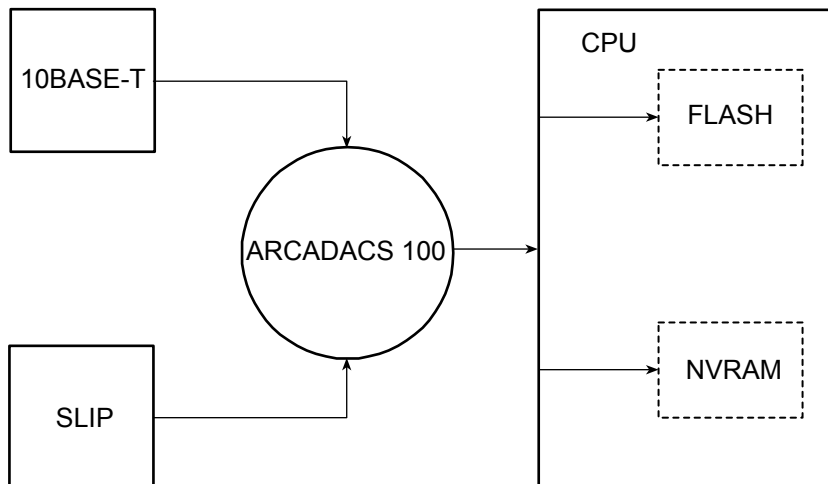 10BASE-T
CPU
FLASH
ARCADACS 100
NVRAM
SLIP